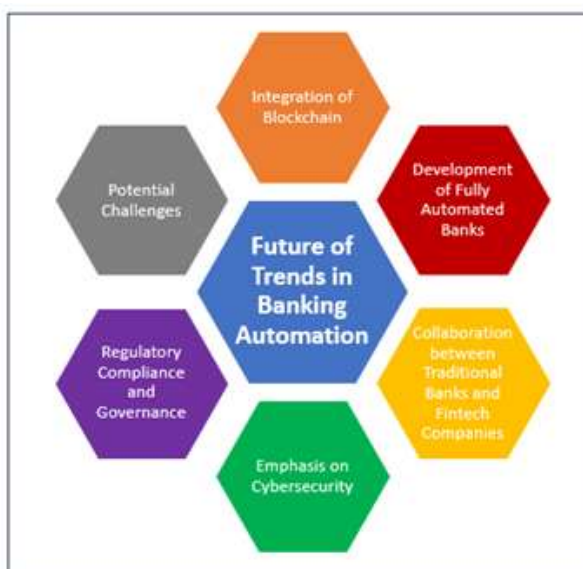 Integration of
Blockchain
Development
of Fully
Automated
Banks
Potential
Challenges
Future of
Trends in
Banking
Automation
Collaboration
between
Traditional
Banks and
Fintech
Companies
Regulatory
Compliance
and
Governance
Emphasis on
Cybersecurity